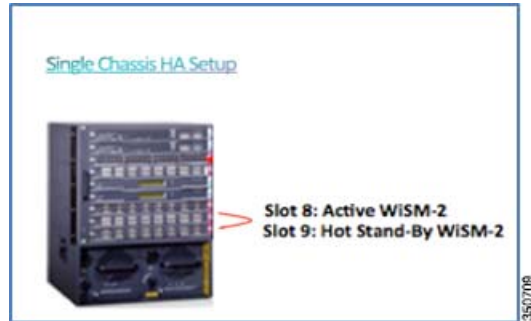 Single Chassis HA Setup
Slot 8: Active WiSM-2
Slot 9: Hot Stand-By WiSM-2
350709